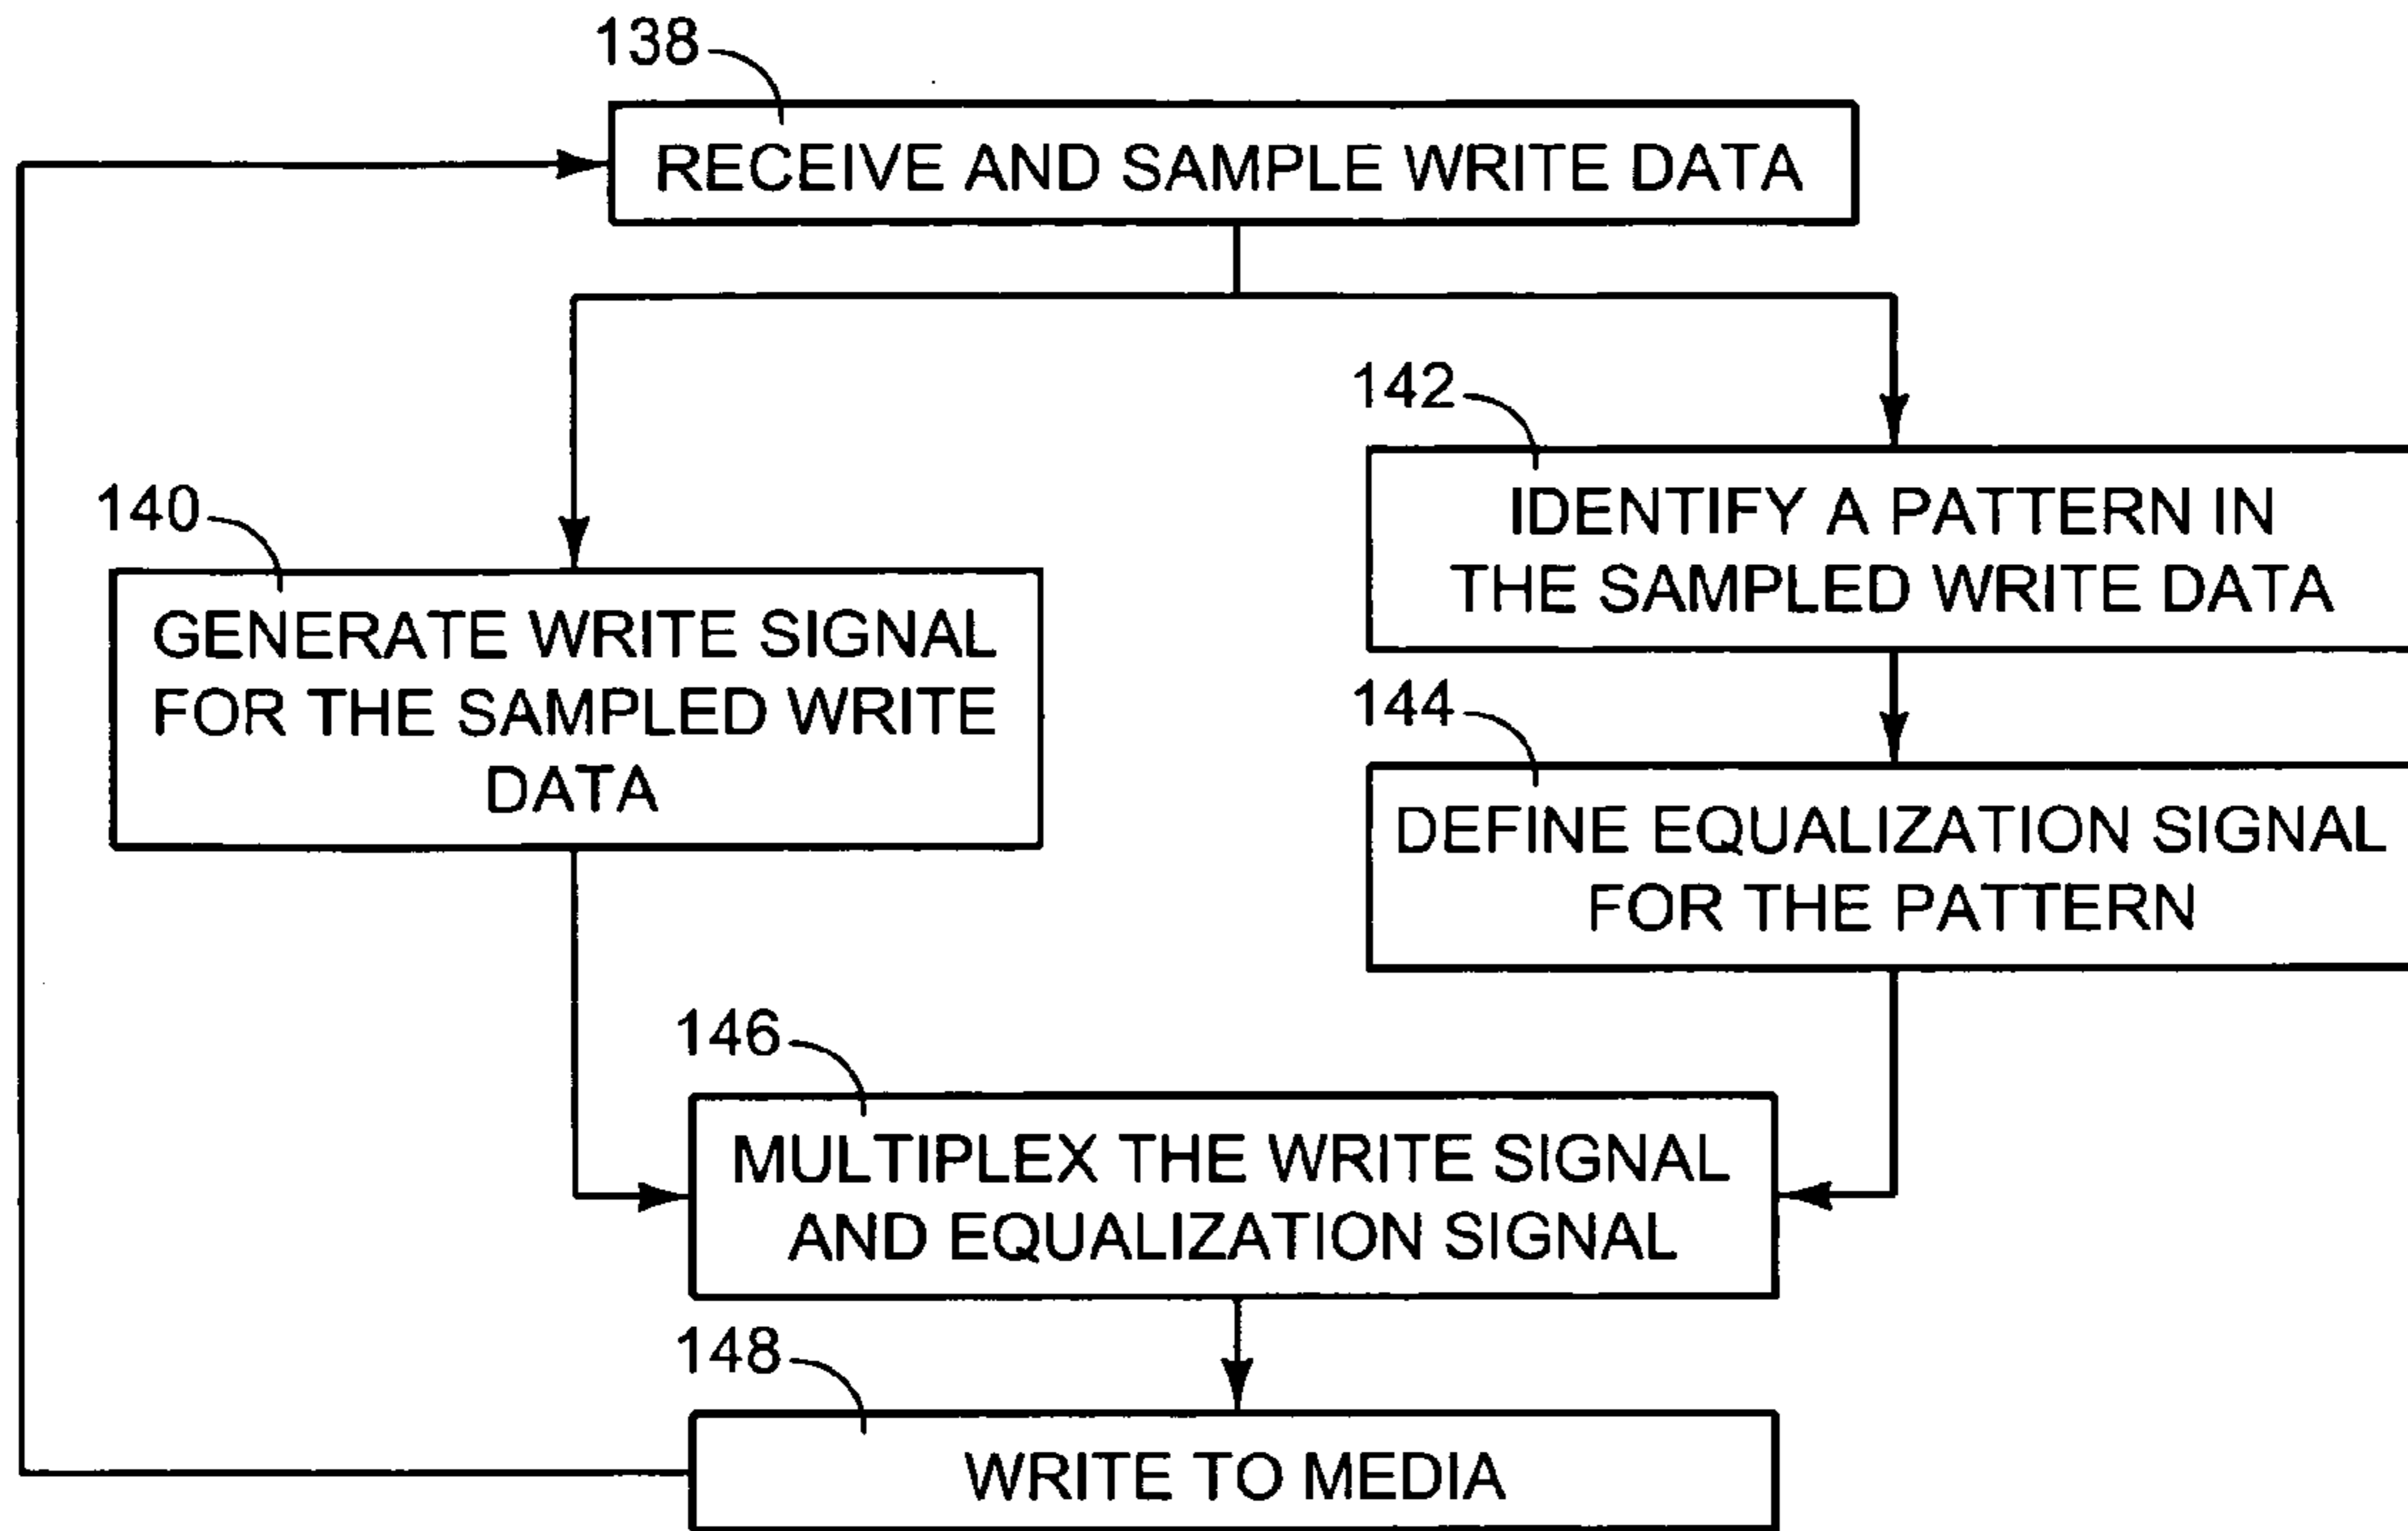 138
RECEIVE AND SAMPLE WRITE DATA
140
GENERATE WRITE SIGNAL
FOR THE SAMPLED WRITE
DATA
142
IDENTIFY A PATTERN IN
THE SAMPLED WRITE DATA
144
DEFINE EQUALIZATION SIGNAL
FOR THE PATTERN
146
MULTIPLEX THE WRITE SIGNAL
AND EQUALIZATION SIGNAL
148
WRITE TO MEDIA